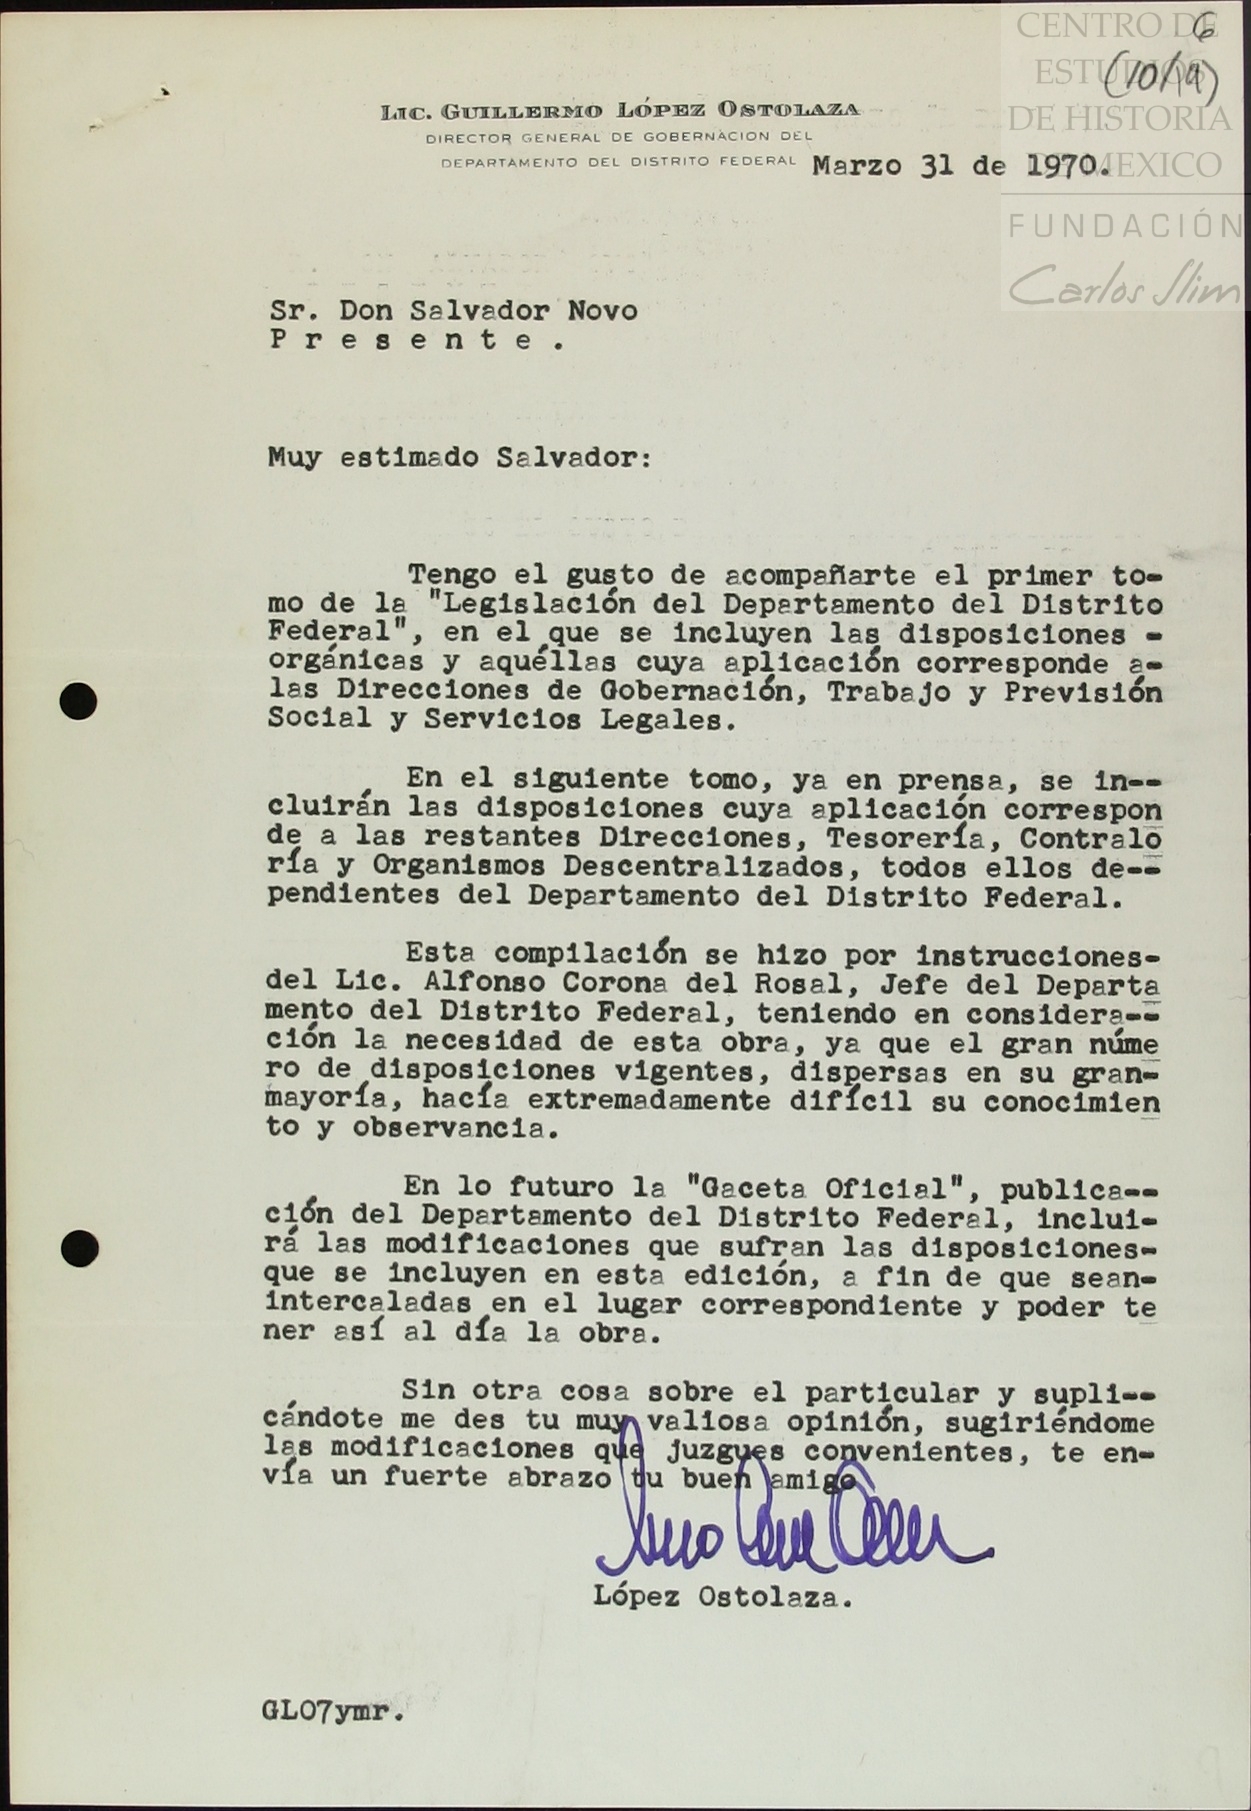 CENTRO DE
ESTUDIOS
DE HISTORIA
DE MEXICO
FUNDACIÓN
Carlos Slim
6
(10/19)
LIC. GUILLERMO LÓPEZ OSTOLAZA
DIRECTOR GENERAL DE GOBERNACION DEL
DEPARTAMENTO DEL DISTRITO FEDERAL
Marzo 31 de 1970.
Sr. Don Salvador Novo
P r e s e n t e .
Muy estimado Salvador:
Tengo el gusto de acompañarte el primer to-
mo de la "Legislación del Departamento del Distrito
Federal", en el que se incluyen las disposiciones -
orgánicas y aquéllas cuya aplicación corresponde a-
las Direcciones de Gobernación, Trabajo y Previsión
Social y Servicios Legales.
En el siguiente tomo, ya en prensa, se in--
cluirán las disposiciones cuya aplicación correspon
de a las restantes Direcciones, Tesorería, Contralo
ría y Organismos Descentralizados, todos ellos de--
pendientes del Departamento del Distrito Federal.
Esta compilación se hizo por instrucciones-
del Lic. Alfonso Corona del Rosal, Jefe del Departa
mento del Distrito Federal, teniendo en considera--
ción la necesidad de esta obra, ya que el gran núme
ro de disposiciones vigentes, dispersas en su gran-
mayoría, hacía extremadamente difícil su conocimien
to y observancia.
En lo futuro la "Gaceta Oficial", publica--
ción del Departamento del Distrito Federal, inclui-
rá las modificaciones que sufran las disposiciones-
que se incluyen en esta edición, a fin de que sean-
intercaladas en el lugar correspondiente y poder te
ner así al día la obra.
Sin otra cosa sobre el particular y supli--
cándote me des tu muy valiosa opinión, sugiriéndome
las modificaciones que juzgues convenientes, te en-
vía un fuerte abrazo tu buen amigo
López Ostolaza.
GLO7ymr.